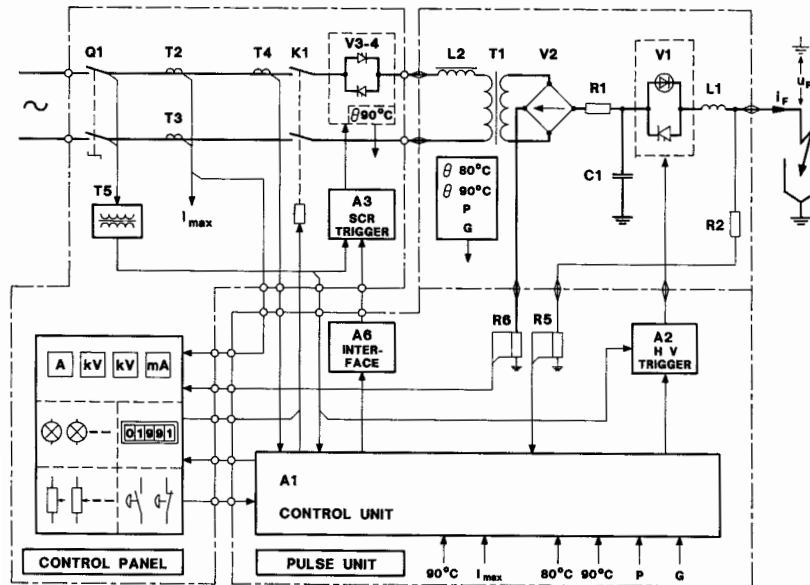 Q1 T2 T4 K1 V3-4 L2 T1 V2 V1
R1 L1 i_F u_F
T3
θ90°C
C1
T5
I_max
A3
SCR
TRIGGER
θ 80°C
θ 90°C
P
G
R2
A6
INTER-
FACE
R6 R5
A2
H V
TRIGGER
A kV kV mA
01991
A1
CONTROL UNIT
CONTROL PANEL
PULSE UNIT
90°C I_max 80°C 90°C P G